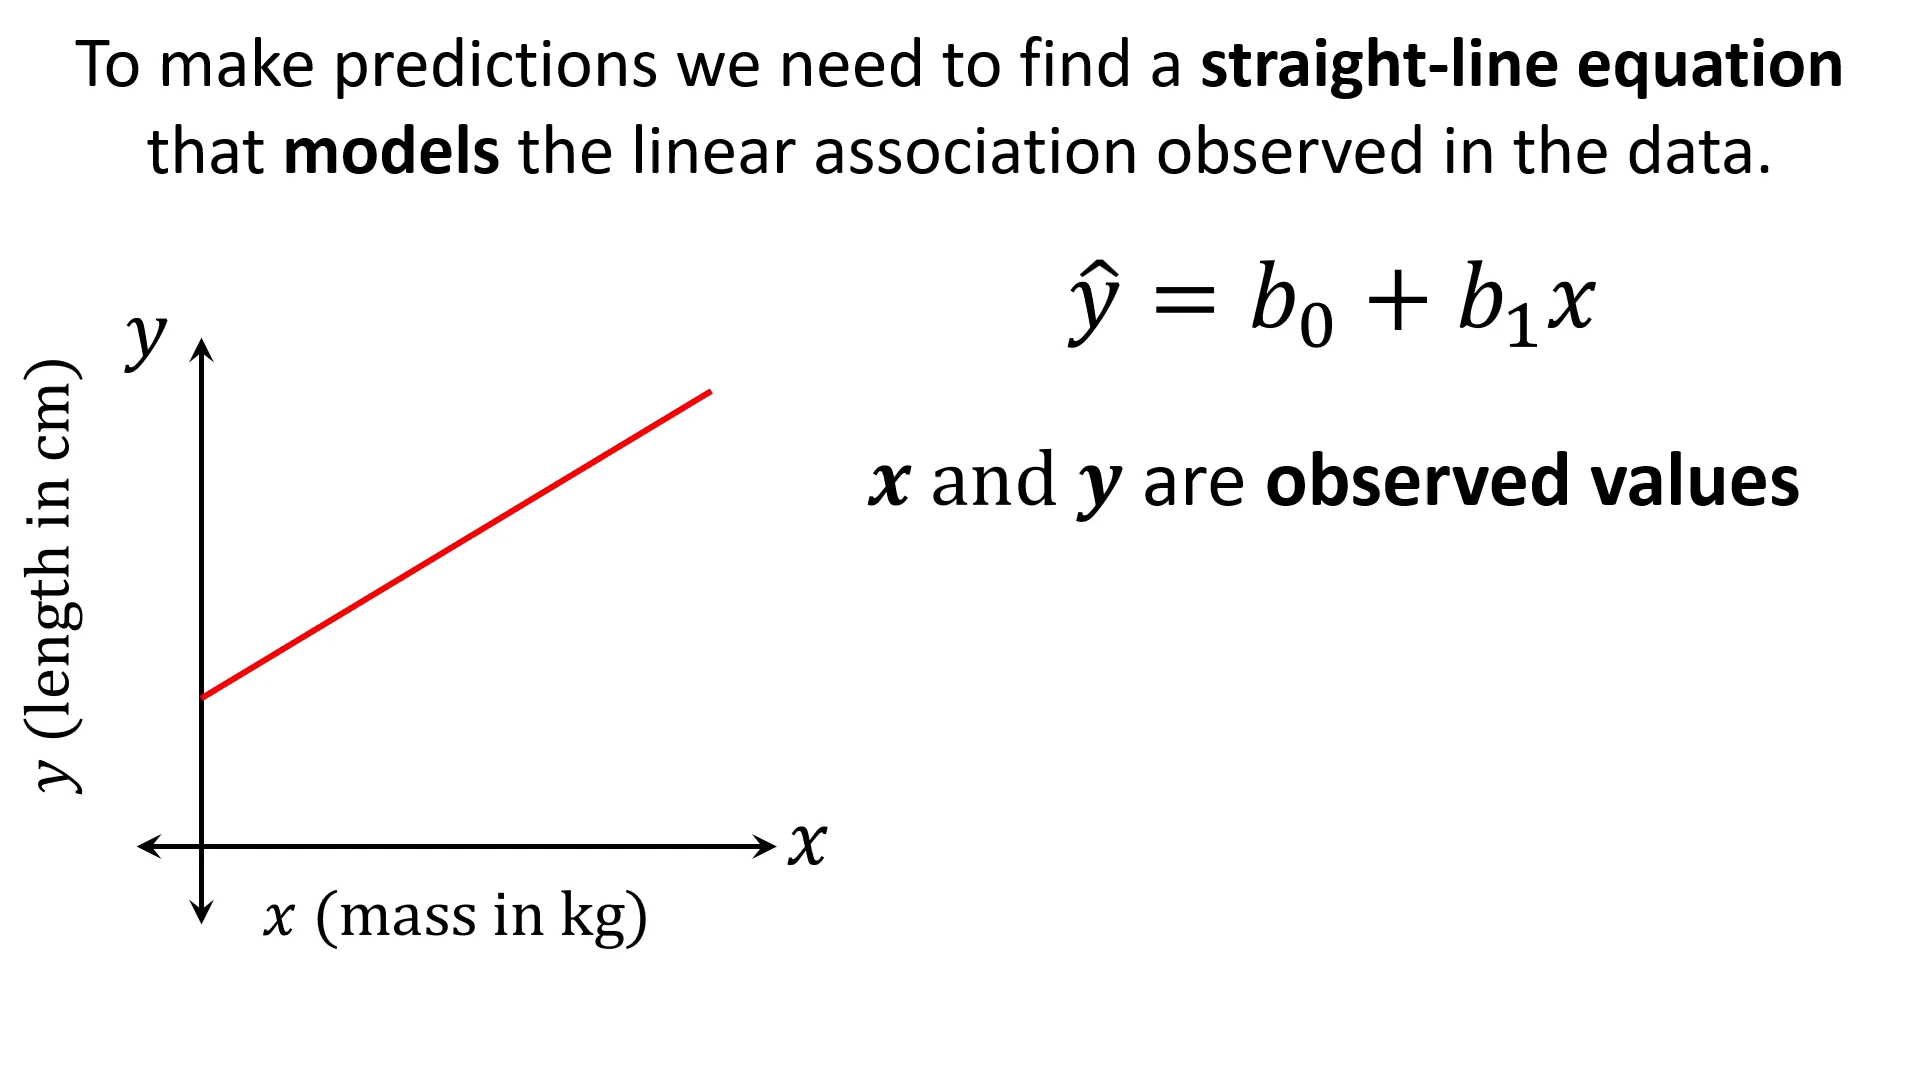 To make predictions we need to find a straight-line equation
that models the linear association observed in the data.
ŷ = b₀ + b₁x
x and y are observed values
y
y (length in cm)
x
x (mass in kg)